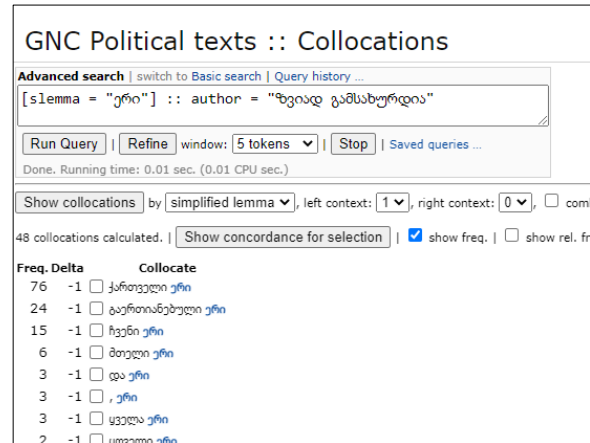 GNC Political texts :: Collocations
Advanced search | switch to Basic search | Query history ...
[slemma = "ერი"] :: author = "ზვიად გამსახურდია"
Run Query | Refine window: 5 tokens | Stop | Saved queries ...
Done. Running time: 0.01 sec. (0.01 CPU sec.)
Show collocations by simplified lemma, left context: 1, right context: 0,
48 collocations calculated. | Show concordance for selection | show freq. | show rel.
Freq. Delta Collocate
76 -1 ქართველი ერი
24 -1 გაერთიანებული ერი
15 -1 ჩვენი ერი
6 -1 მთელი ერი
3 -1 და ერი
3 -1 , ერი
3 -1 ყველა ერი
2 -1 ყოველი ერი